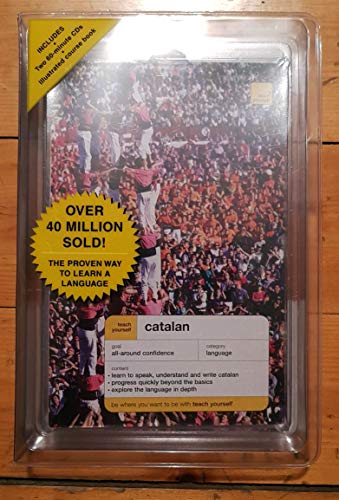 INCLUDES
•
Two 60-minute CDs
•
Illustrated course book
OVER
40 MILLION
SOLD!
THE PROVEN WAY
TO LEARN A
LANGUAGE
teach
yourself
catalan
goal
all-around confidence
category
language
content
• learn to speak, understand and write catalan
• progress quickly beyond the basics
• explore the language in depth
be where you want to be with teach yourself